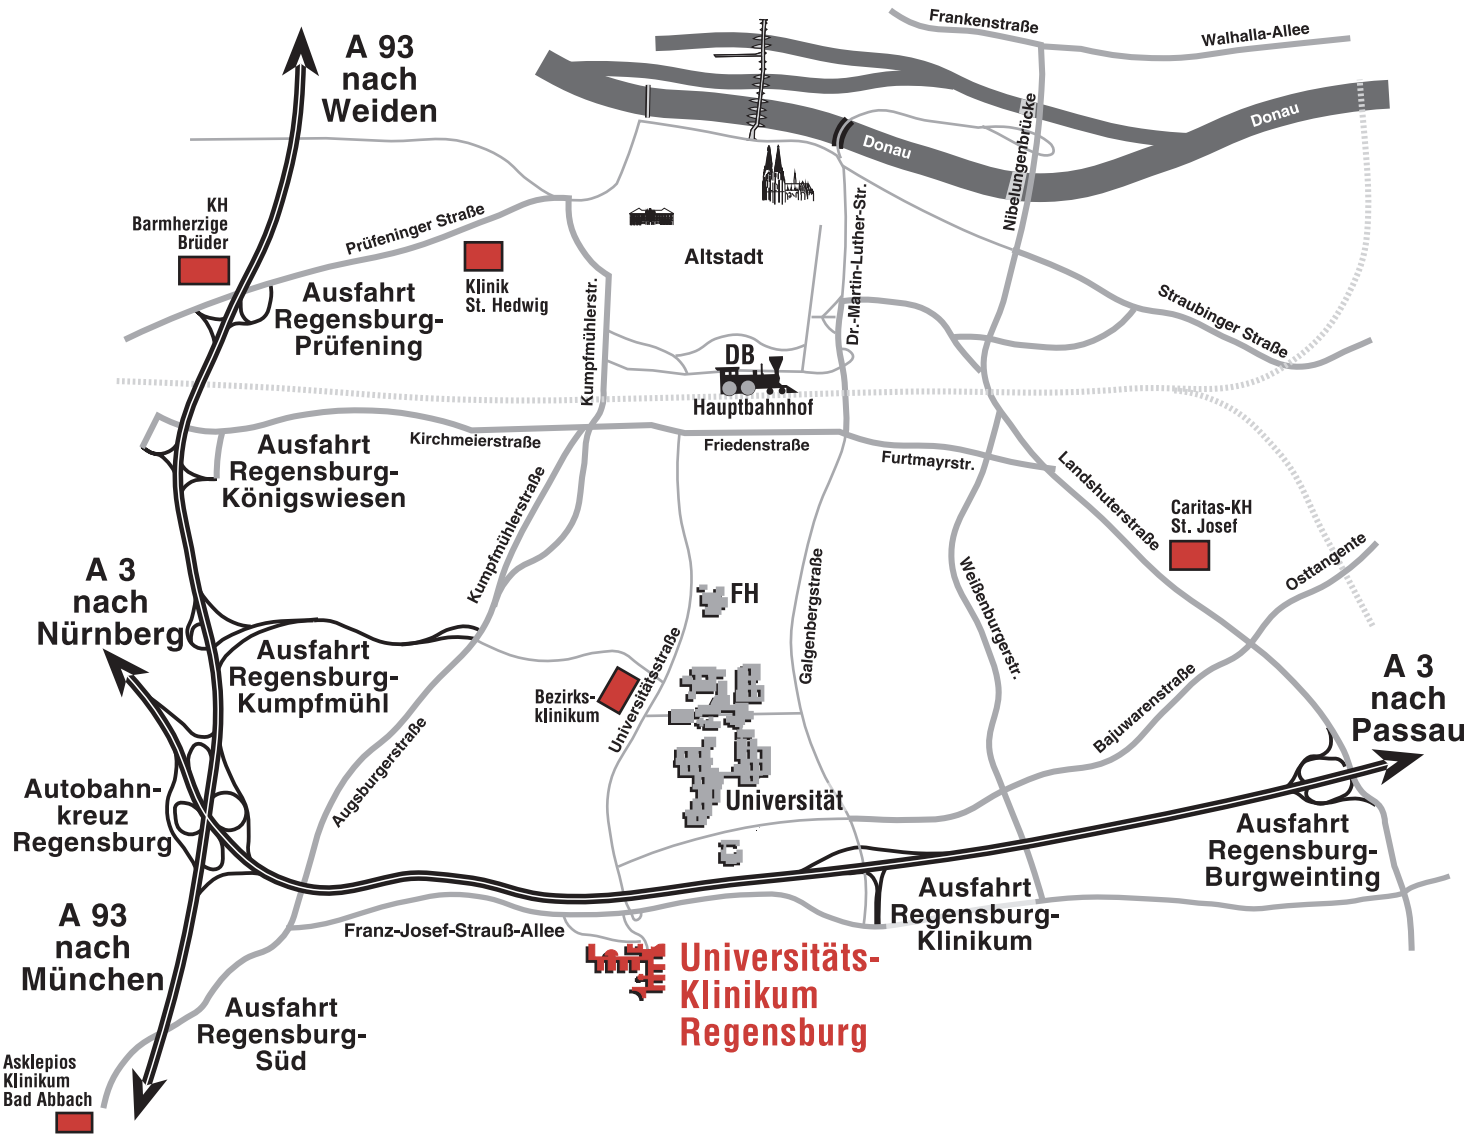 A 93
nach
Weiden
Frankenstraße
Walhalla-Allee
Donau
Donau
Nibelungenbrücke
KH
Barmherzige
Brüder
Prüfeninger Straße
Klinik
St. Hedwig
Altstadt
Dr.-Martin-Luther-Str.
Straubinger Straße
Ausfahrt
Regensburg-
Prüfening
Kumpfmühlerstr.
DB
Hauptbahnhof
Kirchmeierstraße
Friedenstraße
Furtmayrstr.
Ausfahrt
Regensburg-
Königswiesen
Kumpfmühlerstraße
Landshuterstraße
Caritas-KH
St. Josef
Osttangente
A 3
nach
Nürnberg
FH
Galgenbergstraße
Weißenburgerstr.
Ausfahrt
Regensburg-
Kumpfmühl
Bezirks-
klinikum
Universitätsstraße
Bajuwarenstraße
A 3
nach
Passau
Augsburgerstraße
Autobahn-
kreuz
Regensburg
Universität
Ausfahrt
Regensburg-
Burgweinting
Ausfahrt
Regensburg-
Klinikum
A 93
nach
München
Franz-Josef-Strauß-Allee
Universitäts-
Klinikum
Regensburg
Ausfahrt
Regensburg-
Süd
Asklepios
Klinikum
Bad Abbach